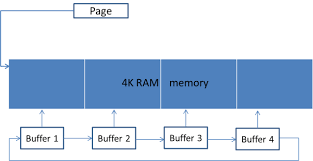 Page
4K RAM memory
Buffer 1 Buffer 2 Buffer 3 Buffer 4